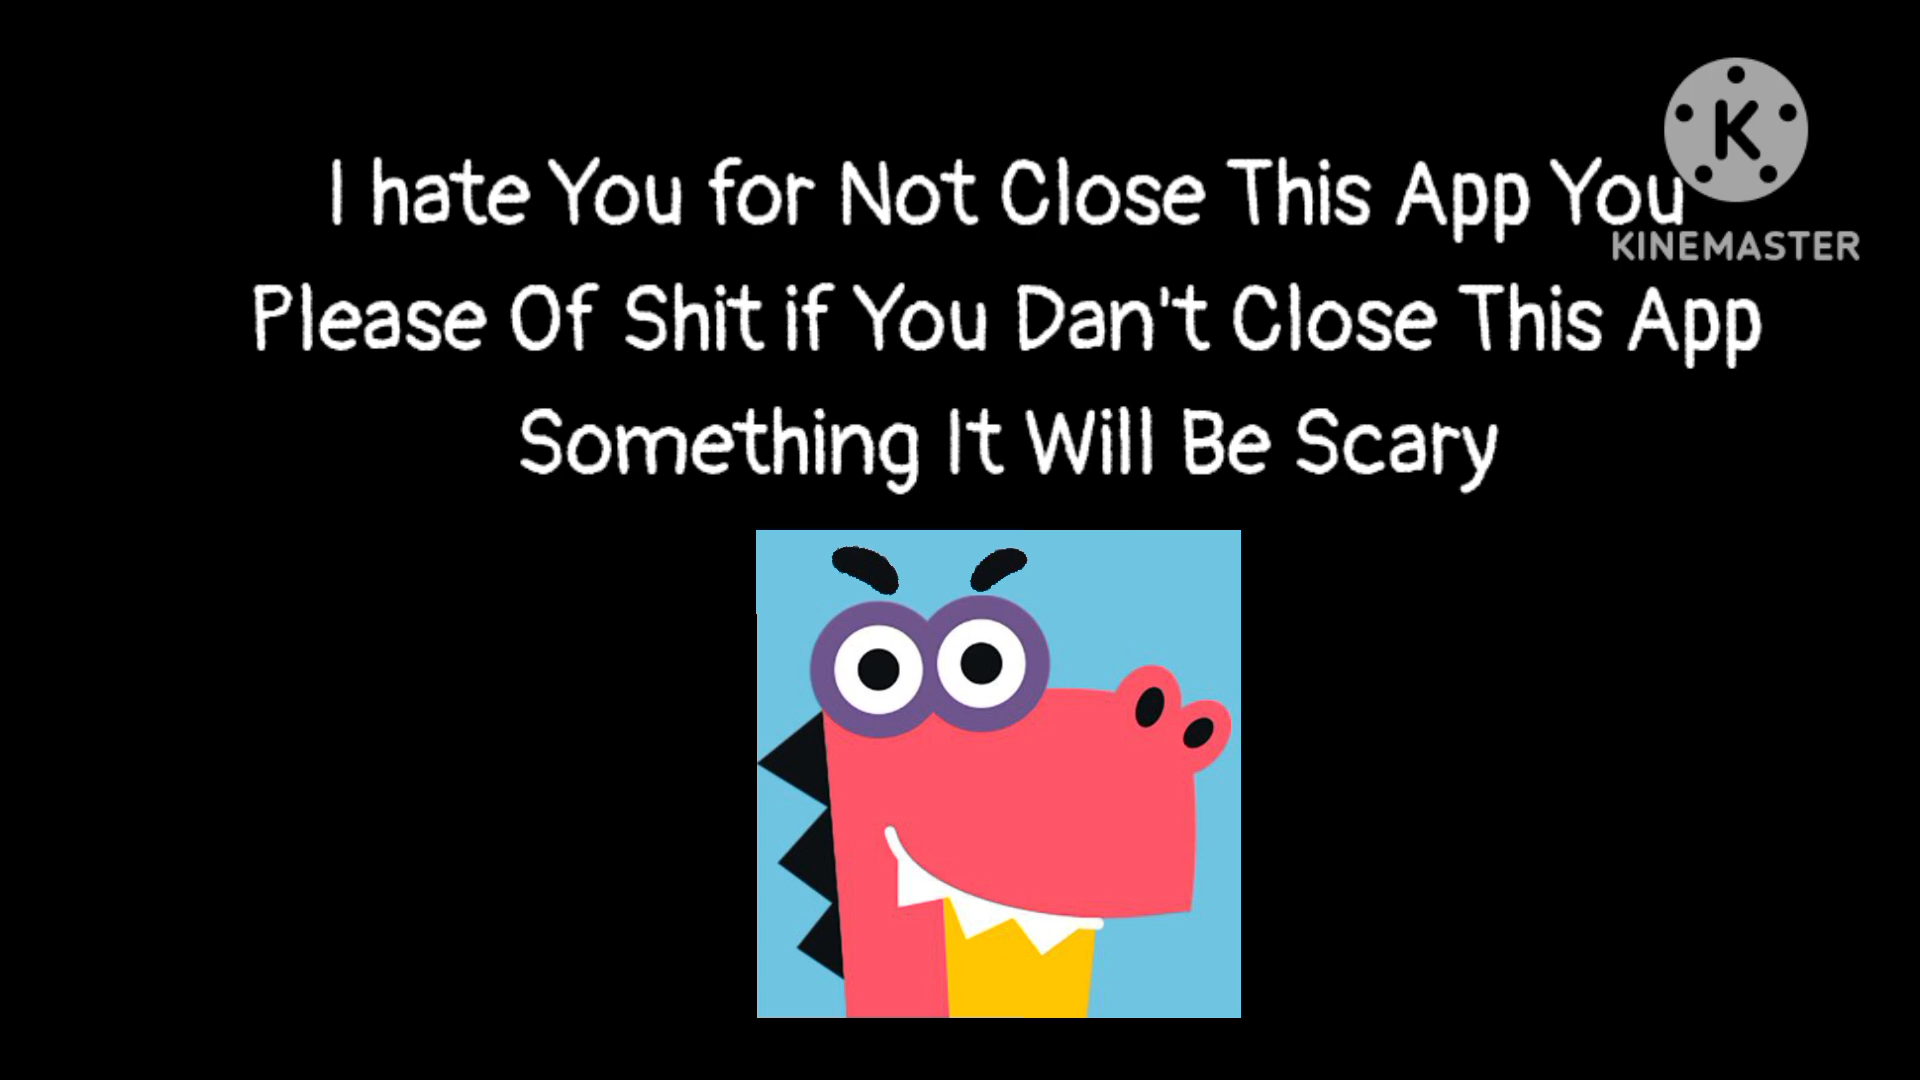 I hate You for Not Close This App You
Please Of Shit if You Dan't Close This App
Something It Will Be Scary
K
KINEMASTER